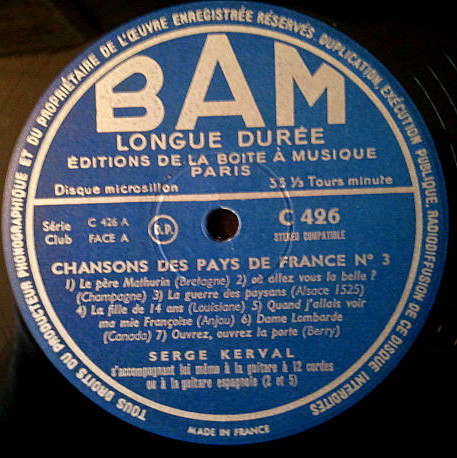 TOUS DROITS DU PRODUCTEUR PHONOGRAPHIQUE ET DU PROPRIÉTAIRE DE L'ŒUVRE ENREGISTRÉE RÉSERVÉS, DUPLICATION, EXÉCUTION PUBLIQUE, RADIODIFUSION DE CE DISQUE INTERDITES
BAM
LONGUE DURÉE
ÉDITIONS DE LA BOITE À MUSIQUE
PARIS
Disque microsillon 33 1/3 Tours minute
Série C 426 A D.P. C 426
Club FACE A STEREO COMPATIBLE
CHANSONS DES PAYS DE FRANCE N° 3
1) Le père Mathurin (Bretagne) 2) où allez vous la belle ?
(Champagne) 3) La guerre des paysans (Alsace 1525)
4) La fille de 14 ans (Louisiane) 5) Quand j'allais voir
ma mie Françoise (Anjou) 6) Dame Lombarde
(Canada) 7) Ouvrez, ouvrez la porte (Berry)
SERGE KERVAL
s'accompagnant lui même à la guitare à 12 cordes
ou à la guitare espagnole (2 et 5)
MADE IN FRANCE